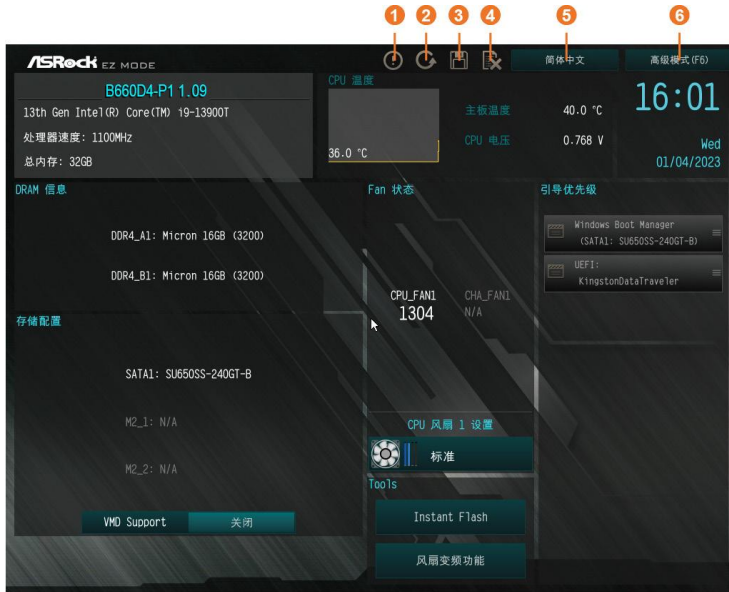 1 2 3 4 5 6
ASRock EZ MODE
简体中文
高级模式(F6)
B660D4-P1 1.09
13th Gen Intel(R) Core(TM) i9-13900T
处理器速度: 1100MHz
总内存: 32GB
CPU 温度
36.0 °C
主板温度 40.0 °C
CPU 电压 0.768 V
16:01
Wed
01/04/2023
DRAM 信息
DDR4_A1: Micron 16GB (3200)
DDR4_B1: Micron 16GB (3200)
存储配置
SATA1: SU650SS-240GT-B
M2_1: N/A
M2_2: N/A
VMD Support 关闭
Fan 状态
CPU_FAN1
1304
CHA_FAN1
N/A
CPU 风扇 1 设置
标准
Tools
Instant Flash
风扇变频功能
引导优先级
Windows Boot Manager
(SATA1: SU650SS-240GT-B)
UEFI:
KingstonDataTraveler